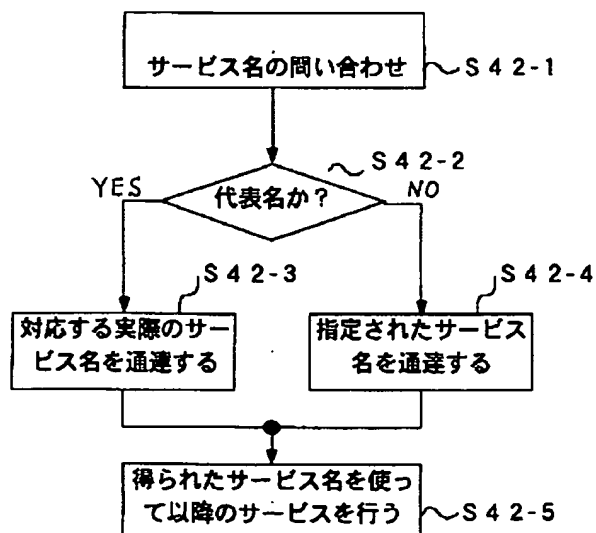 サービス名の問い合わせ
S42-1
S42-2
YES
代表名か?
NO
S42-3
S42-4
対応する実際のサー
ビス名を通達する
指定されたサービス
名を通達する
得られたサービス名を使っ
て以降のサービスを行う
S42-5